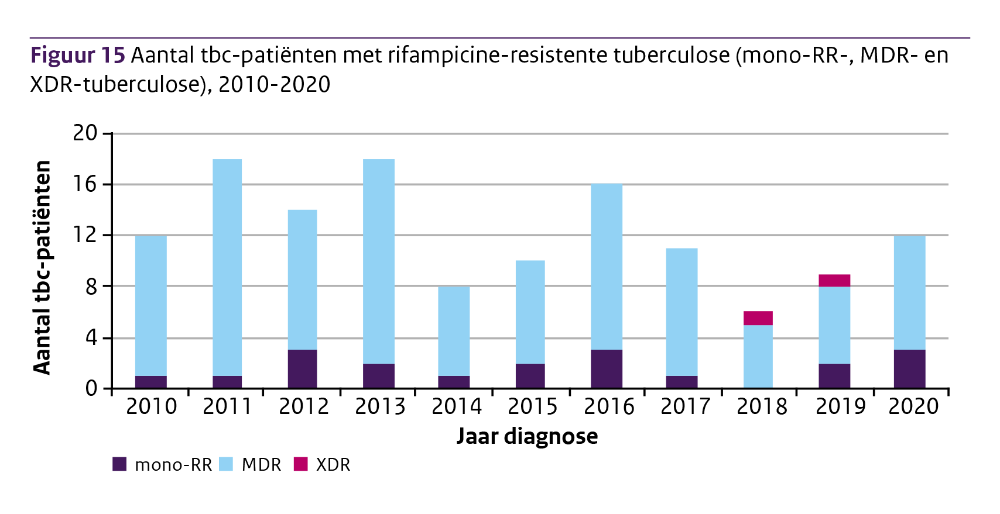 Figuur 15 Aantal tbc-patiënten met rifampicine-resistente tuberculose (mono-RR-, MDR- en
XDR-tuberculose), 2010-2020
Aantal tbc-patiënten
20
16
12
8
4
0
2010 2011 2012 2013 2014 2015 2016 2017 2018 2019 2020
Jaar diagnose
mono-RR MDR XDR